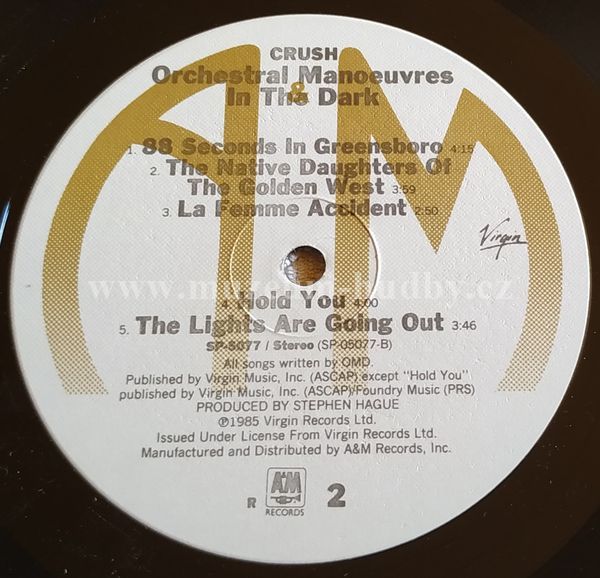 CRUSH
Orchestral Manoeuvres
In The Dark
&
1. 88 Seconds In Greensboro 4:15
2. The Native Daughters Of
The Golden West 3:59
3. La Femme Accident 2:50
Virgin
4. Hold You 4:00
5. The Lights Are Going Out 3:46
SP-5077 / Stereo (SP-05077-B)
All songs written by OMD.
Published by Virgin Music, Inc. (ASCAP) except "Hold You"
published by Virgin Music, Inc. (ASCAP)/Foundry Music (PRS)
PRODUCED BY STEPHEN HAGUE
℗1985 Virgin Records Ltd.
Issued Under License From Virgin Records Ltd.
Manufactured and Distributed by A&M Records, Inc.
R
A&M
RECORDS
2